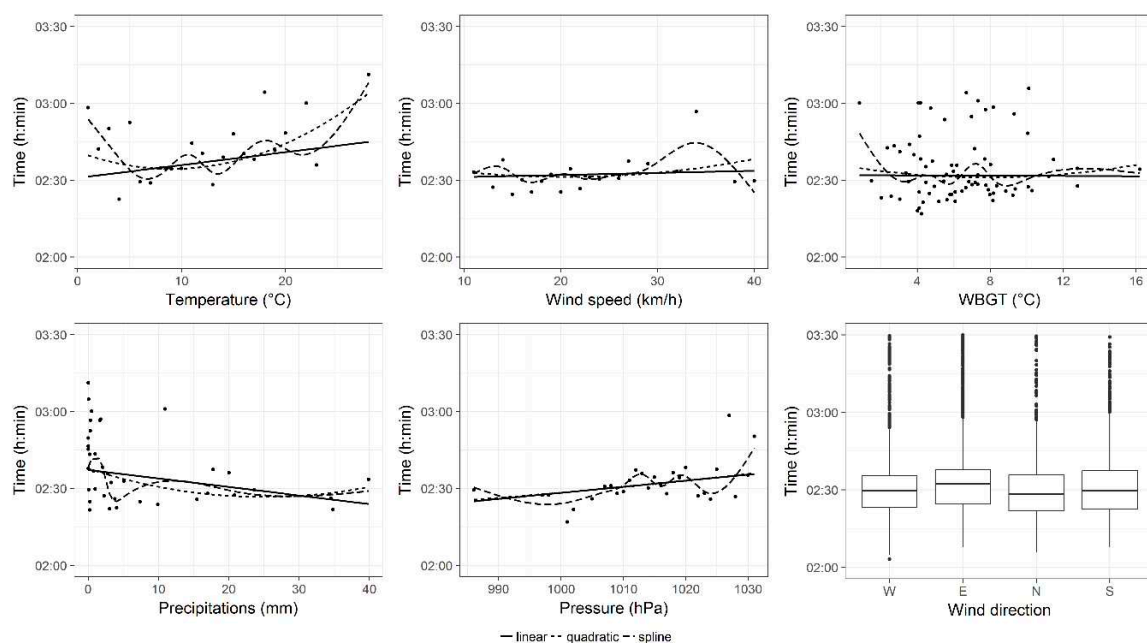 03:30
03:00
02:30
02:00
Time (h:min)
0 10 20
Temperature (°C)
Time (h:min)
03:30
03:00
02:30
02:00
10 20 30 40
Wind speed (km/h)
Time (h:min)
03:30
03:00
02:30
02:00
4 8 12 16
WBGT (°C)
Time (h:min)
03:30
03:00
02:30
02:00
0 10 20 30 40
Precipitations (mm)
Time (h:min)
03:30
03:00
02:30
02:00
990 1000 1010 1020 1030
Pressure (hPa)
Time (h:min)
03:30
03:00
02:30
02:00
W E N S
Wind direction
linear quadratic spline